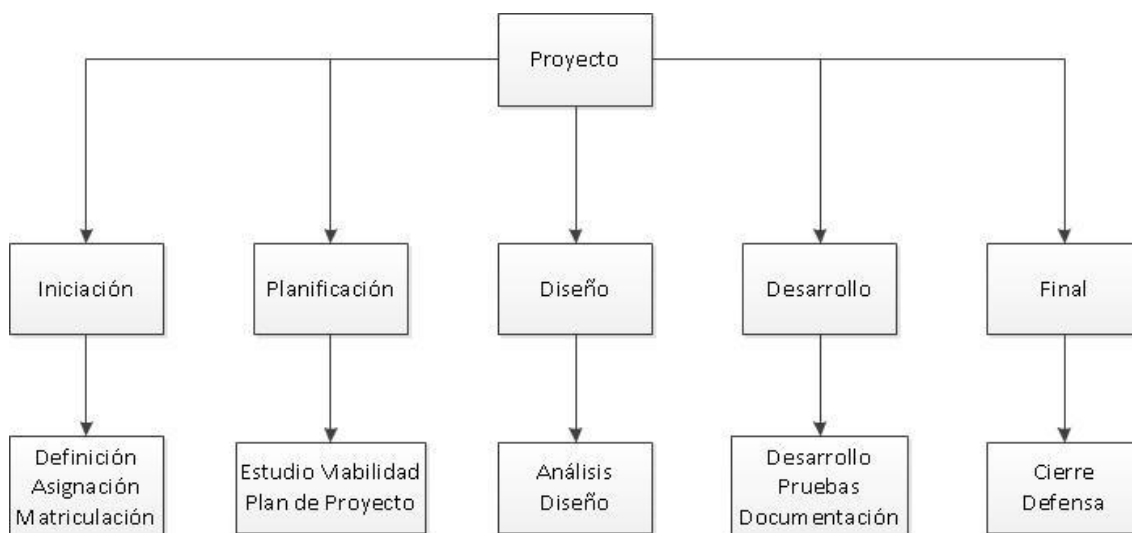 Proyecto
Iniciación
Planificación
Diseño
Desarrollo
Final
Definición
Asignación
Matriculación
Estudio Viabilidad
Plan de Proyecto
Análisis
Diseño
Desarrollo
Pruebas
Documentación
Cierre
Defensa